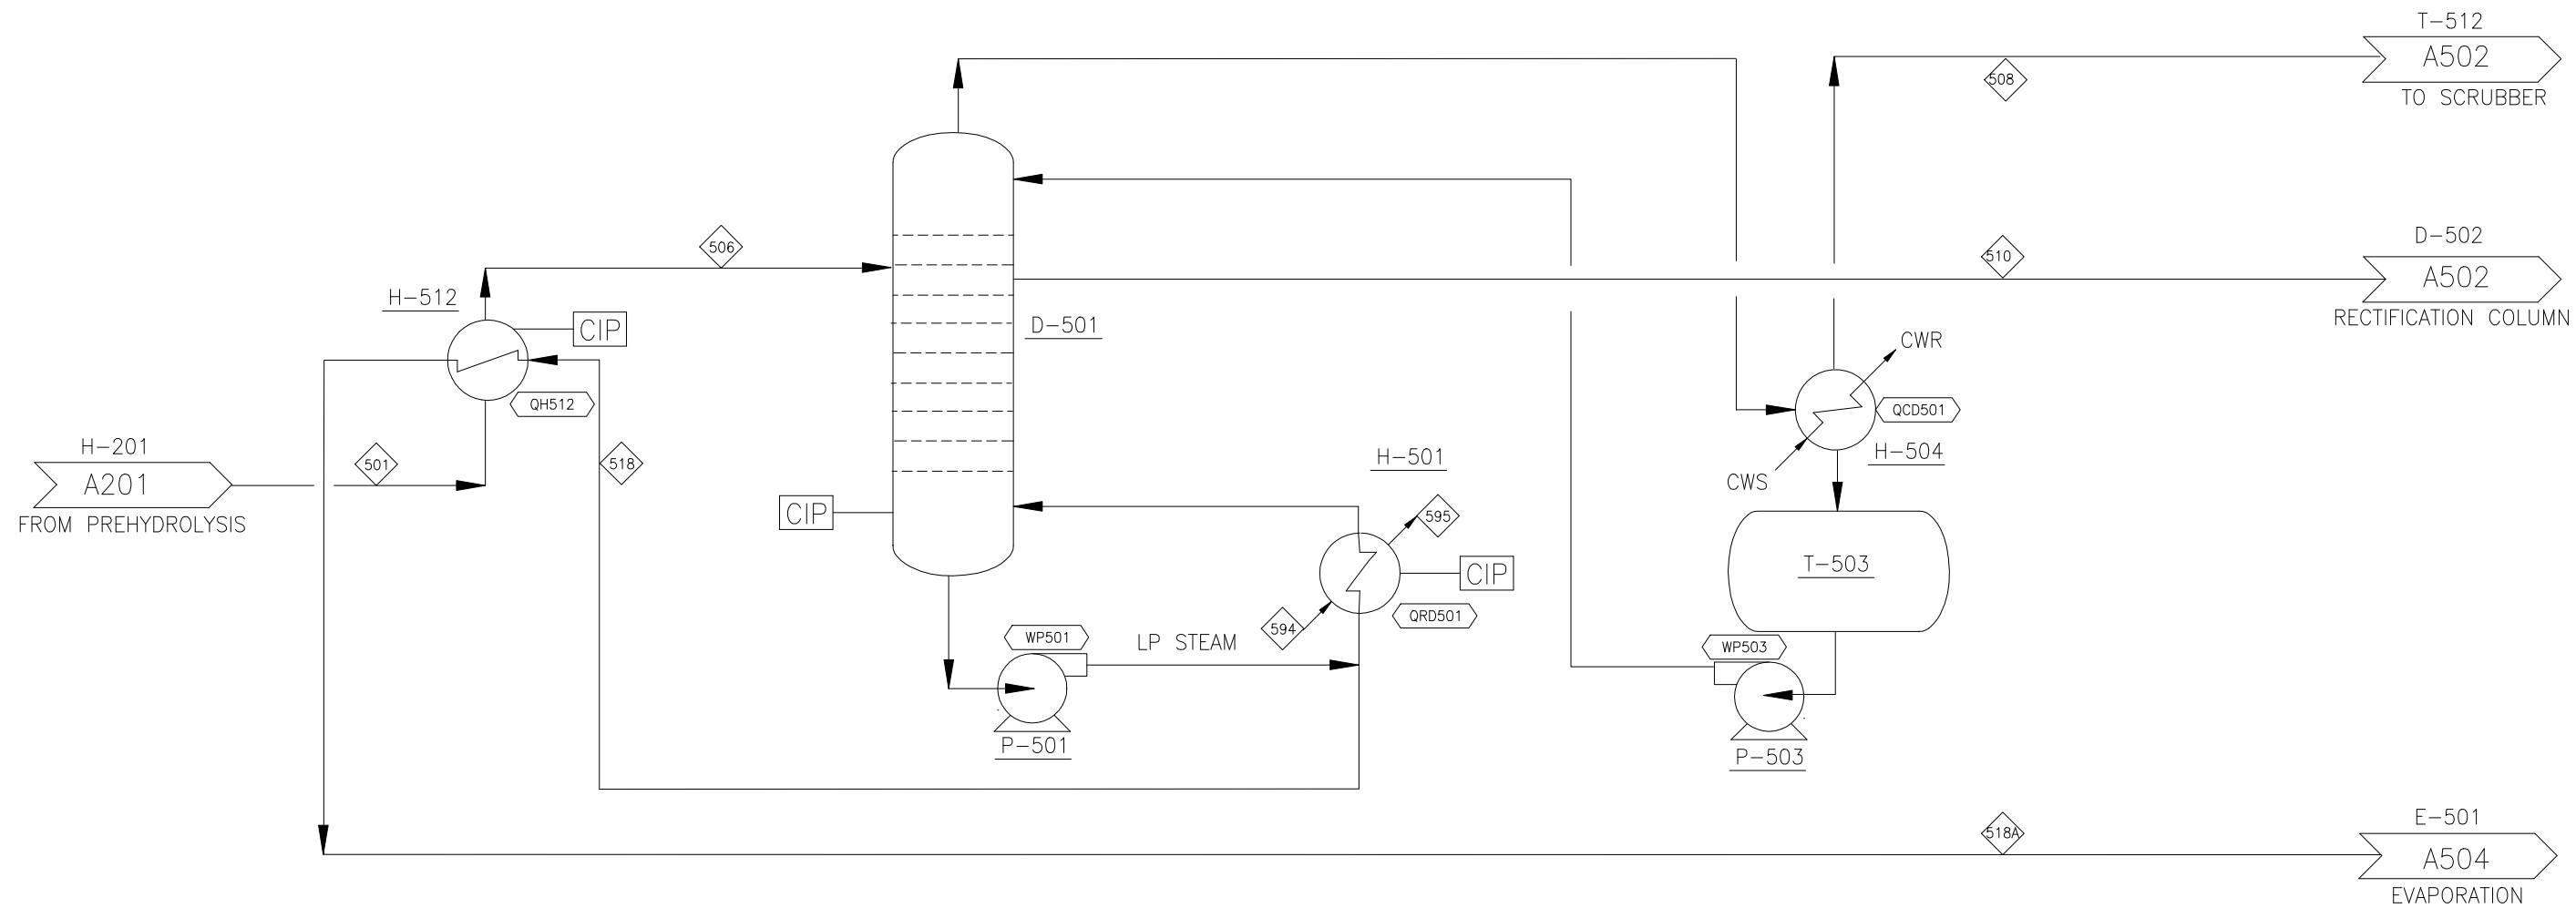 T-512
A502
508
TO SCRUBBER
D-502
506
510
A502
H-512
RECTIFICATION COLUMN
CIP
D-501
CWR
QH512
QCD501
H-201
501
518
H-501
H-504
A201
CWS
FROM PREHYDROLYSIS
CIP
595
T-503
CIP
QRD501
594
WP501
LP STEAM
WP503
P-501
P-503
E-501
518A
A504
EVAPORATION